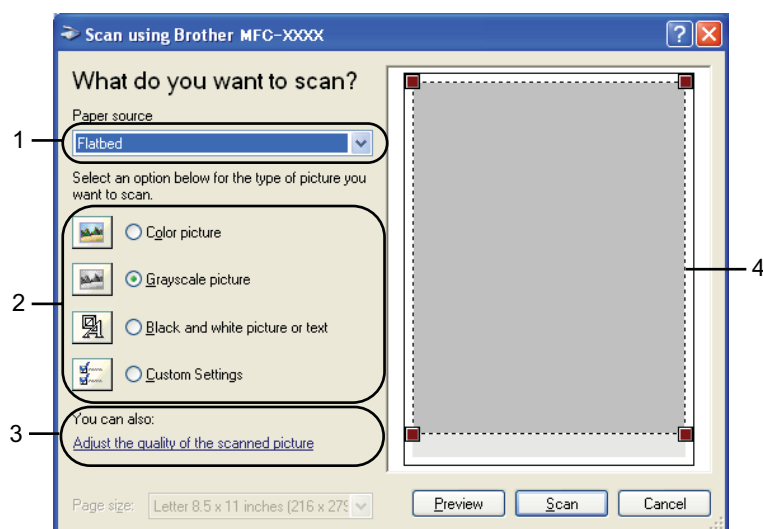 Scan using Brother MFC-XXXX
What do you want to scan?
Paper source
1
Flatbed
Select an option below for the type of picture you
want to scan.
Color picture
Grayscale picture
2
Black and white picture or text
Custom Settings
You can also:
3
Adjust the quality of the scanned picture
4
Page size:
Letter 8.5 x 11 inches (216 x 279
Preview
Scan
Cancel